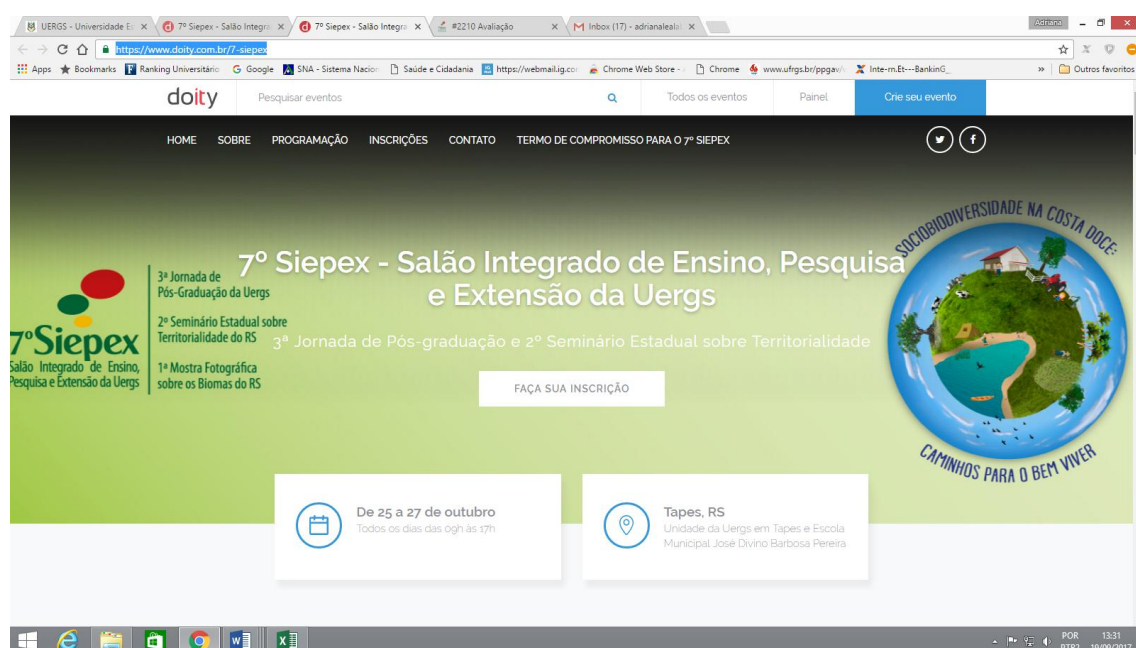 UERGS - Universidade Es
7º Siepex - Salão Integra
7º Siepex - Salão Integra
#2210 Avaliação
Inbox (17) - adrianaleala
Adriana
https://www.doity.com.br/7-siepex
Apps
Bookmarks
Ranking Universitário
Google
SNA - Sistema Nacion
Saúde e Cidadania
https://webmail.ig.co
Chrome Web Store -
Chrome
www.ufrgs.br/ppgav/
Inte-rn.Et---BankinG_
»
Outros favoritos
doity
Pesquisar eventos
Todos os eventos
Painel
Crie seu evento
HOME
SOBRE
PROGRAMAÇÃO
INSCRIÇÕES
CONTATO
TERMO DE COMPROMISSO PARA O 7º SIEPEX
7º Siepex - Salão Integrado de Ensino, Pesquisa
e Extensão da Uergs
3ª Jornada de Pós-graduação e 2º Seminário Estadual sobre Territorialidade
FAÇA SUA INSCRIÇÃO
7ºSiepex
Salão Integrado de Ensino,
Pesquisa e Extensão da Uergs
3ª Jornada de
Pós-Graduação da Uergs
2º Seminário Estadual sobre
Territorialidade do RS
1ª Mostra Fotográfica
sobre os Biomas do RS
SOCIOBIODIVERSIDADE NA COSTA DOCE:
CAMINHOS PARA O BEM VIVER
De 25 a 27 de outubro
Todos os dias das 09h às 17h
Tapes, RS
Unidade da Uergs em Tapes e Escola
Municipal José Divino Barbosa Pereira
POR
PTB2
13:31
19/09/2017